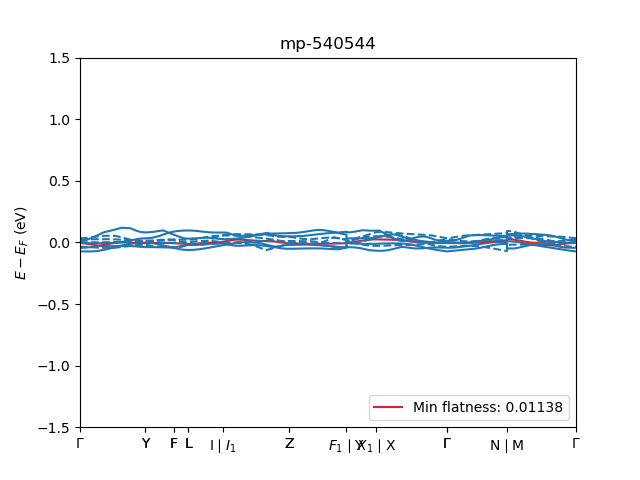 mp-540544
1.5
1.0
0.5
0.0
−0.5
−1.0
−1.5
E − E_F (eV)
Min flatness: 0.01138
Γ Y F L I | I₁ Z F₁ | Y X₁ | X Γ N | M Γ